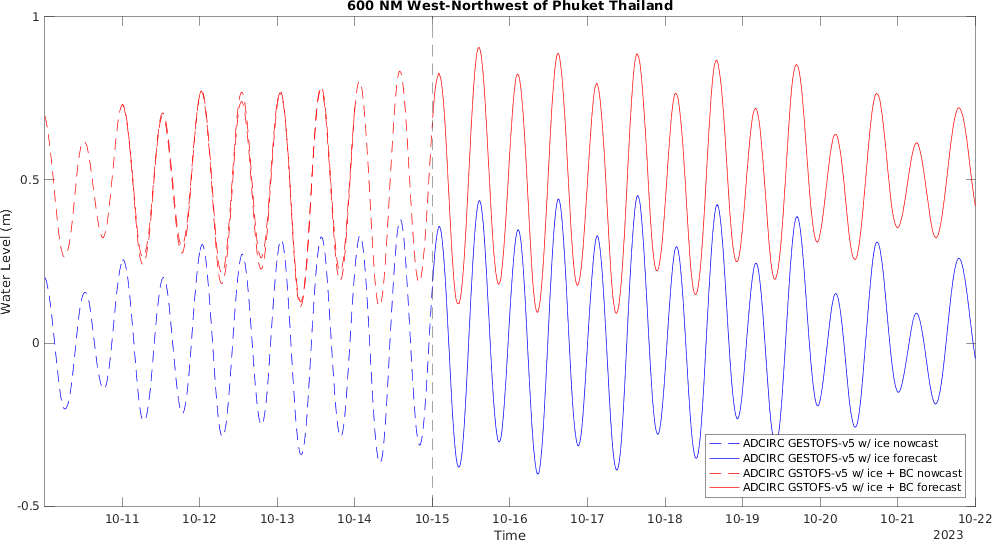 600 NM West-Northwest of Phuket Thailand
1
0.5
0
-0.5
Water Level (m)
ADCIRC GESTOFS-v5 w/ ice nowcast
ADCIRC GESTOFS-v5 w/ ice forecast
ADCIRC GSTOFS-v5 w/ ice + BC nowcast
ADCIRC GSTOFS-v5 w/ ice + BC forecast
10-11 10-12 10-13 10-14 10-15 10-16 10-17 10-18 10-19 10-20 10-21 10-22
Time
2023